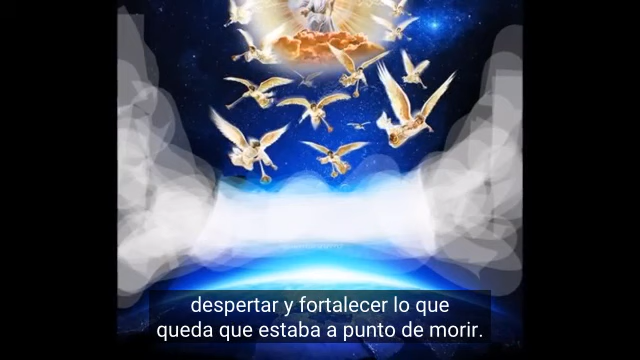 despertar y fortalecer lo que
queda que estaba a punto de morir.